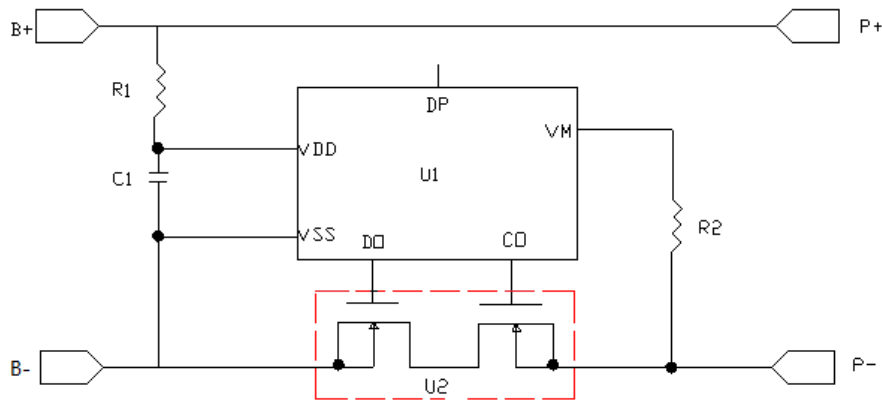 B+
P+
R1
DP
VM
VDD
C1
U1
R2
VSS
DO
CO
B-
P-
U2